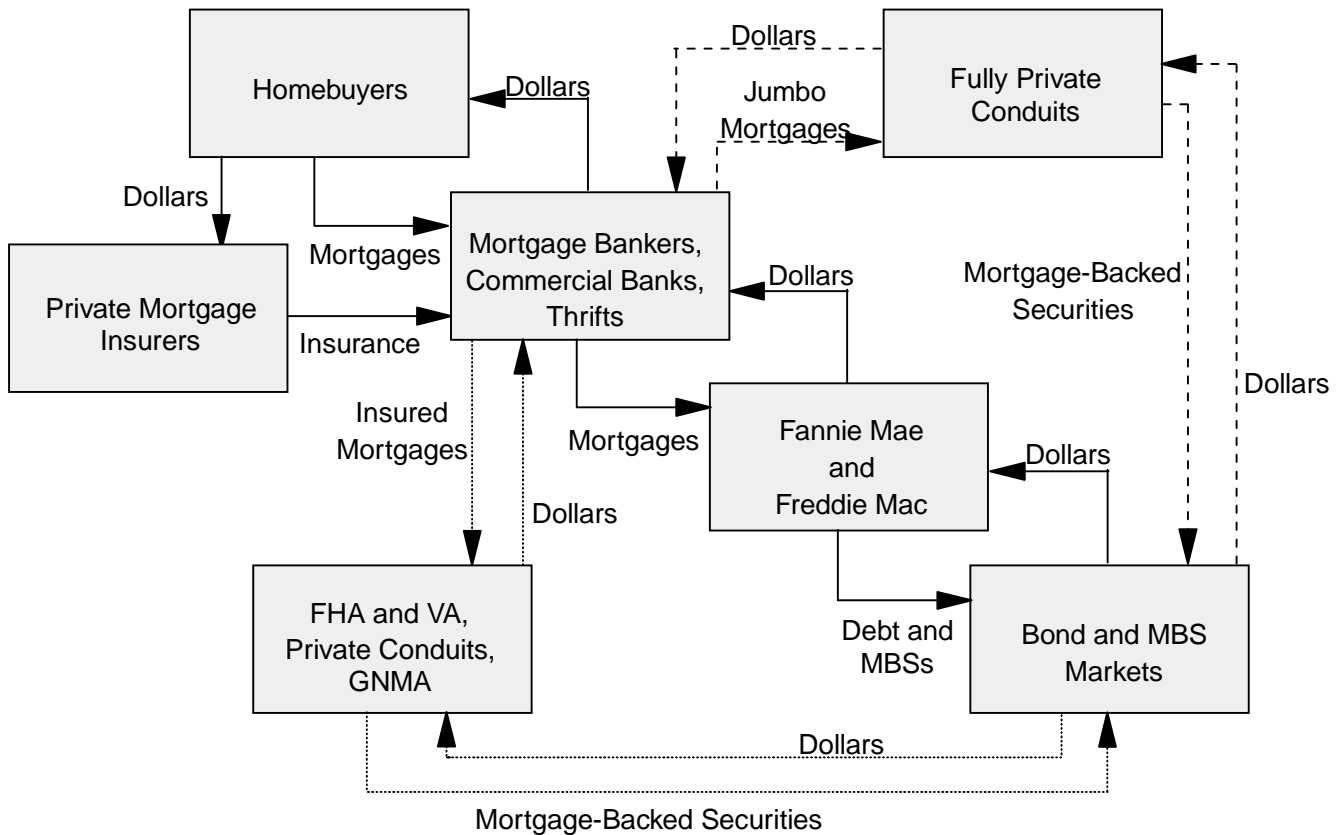 Dollars
Homebuyers
Dollars
Fully Private
Conduits
Jumbo
Mortgages
Dollars
Mortgages
Mortgage Bankers,
Commercial Banks,
Thrifts
Dollars
Mortgage-Backed
Securities
Private Mortgage
Insurers
Insurance
Dollars
Insured
Mortgages
Mortgages
Fannie Mae
and
Freddie Mac
Dollars
Dollars
FHA and VA,
Private Conduits,
GNMA
Debt and
MBSs
Bond and MBS
Markets
Dollars
Mortgage-Backed Securities